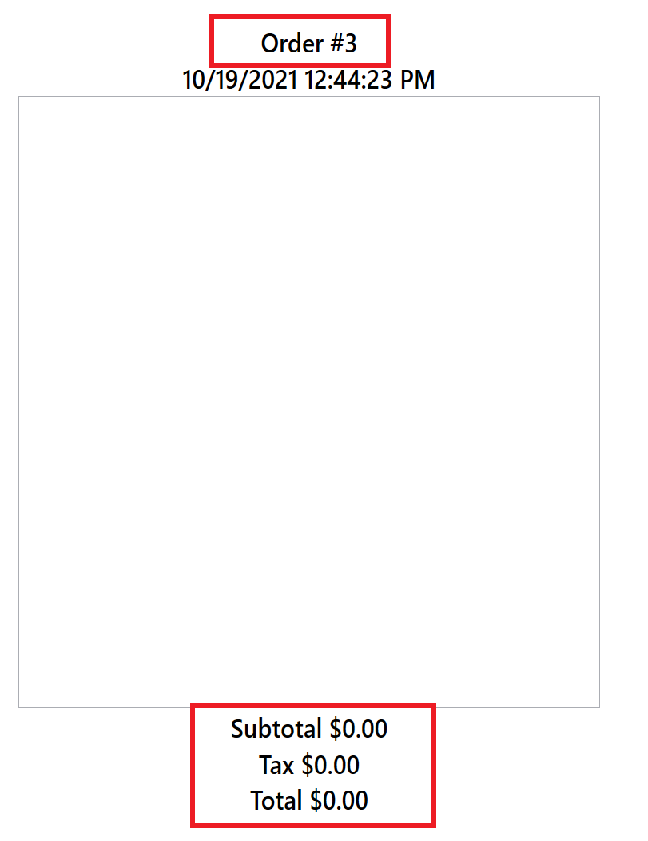 Order #3
10/19/2021 12:44:23 PM
Subtotal $0.00
Tax $0.00
Total $0.00